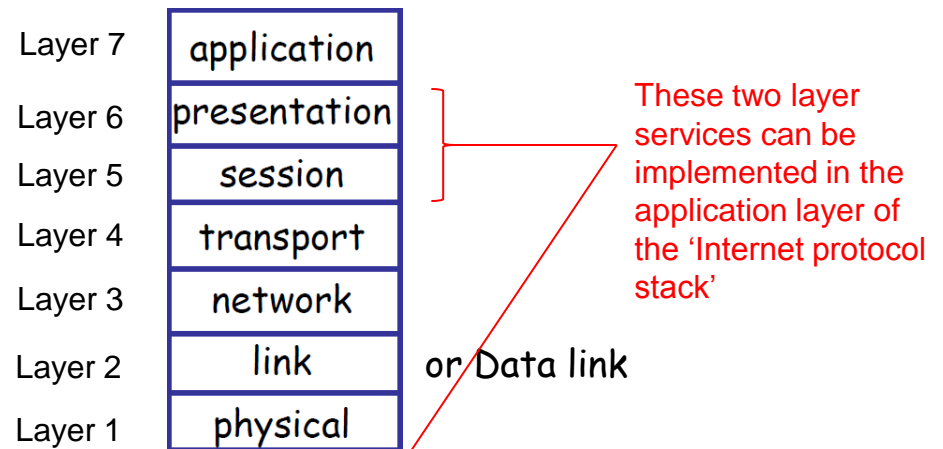 Layer 7 application
Layer 6 presentation
Layer 5 session
Layer 4 transport
Layer 3 network
Layer 2 link or Data link
Layer 1 physical
These two layer
services can be
implemented in the
application layer of
the ‘Internet protocol
stack’